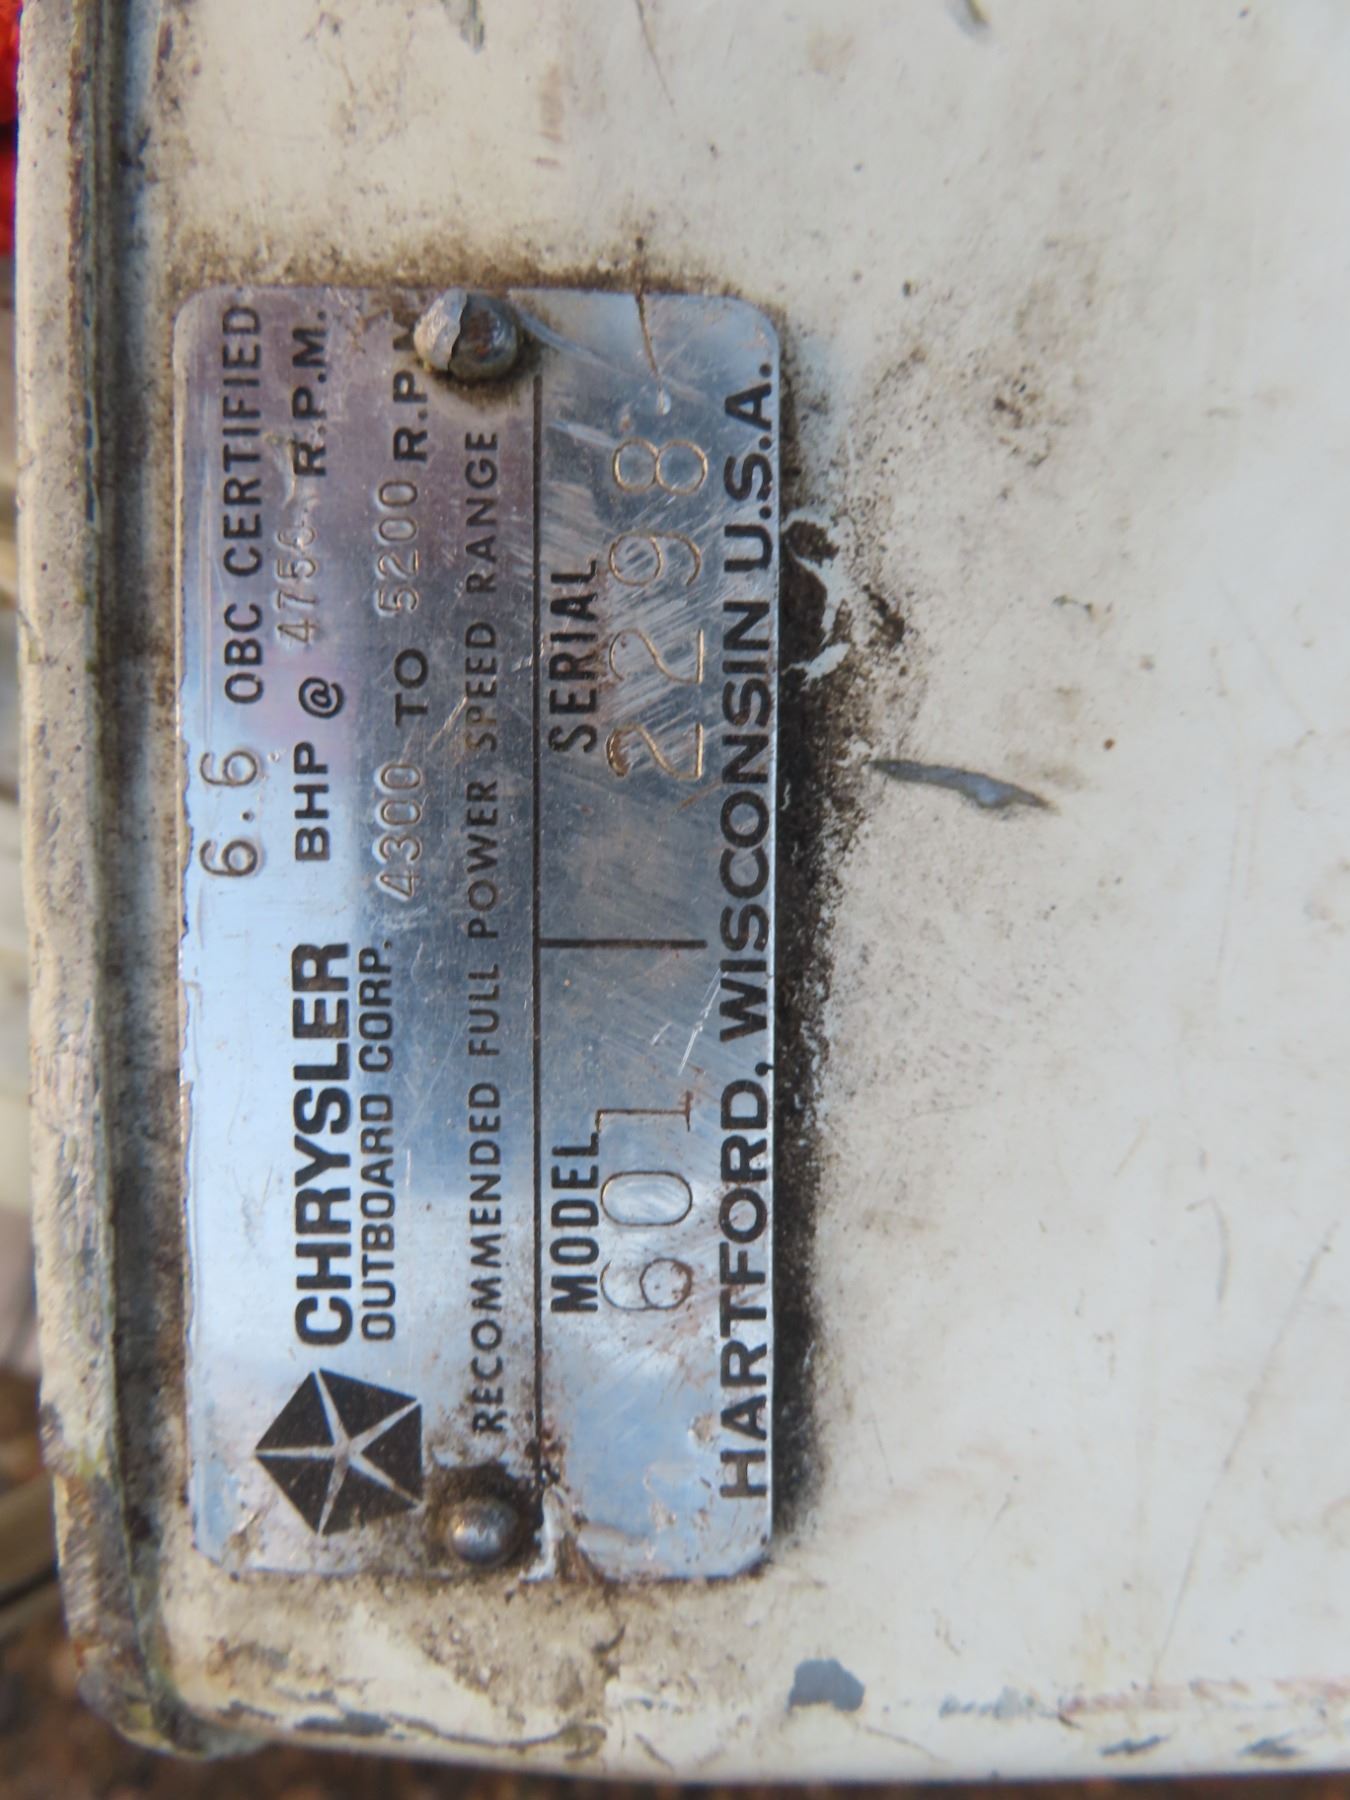 6.6 OBC CERTIFIED
CHRYSLER BHP @ 4750 R.P.M.
OUTBOARD CORP. 4300 TO 5200 R.P.M
RECOMMENDED FULL POWER SPEED RANGE
MODEL SERIAL
601 2298
HARTFORD, WISCONSIN U.S.A.